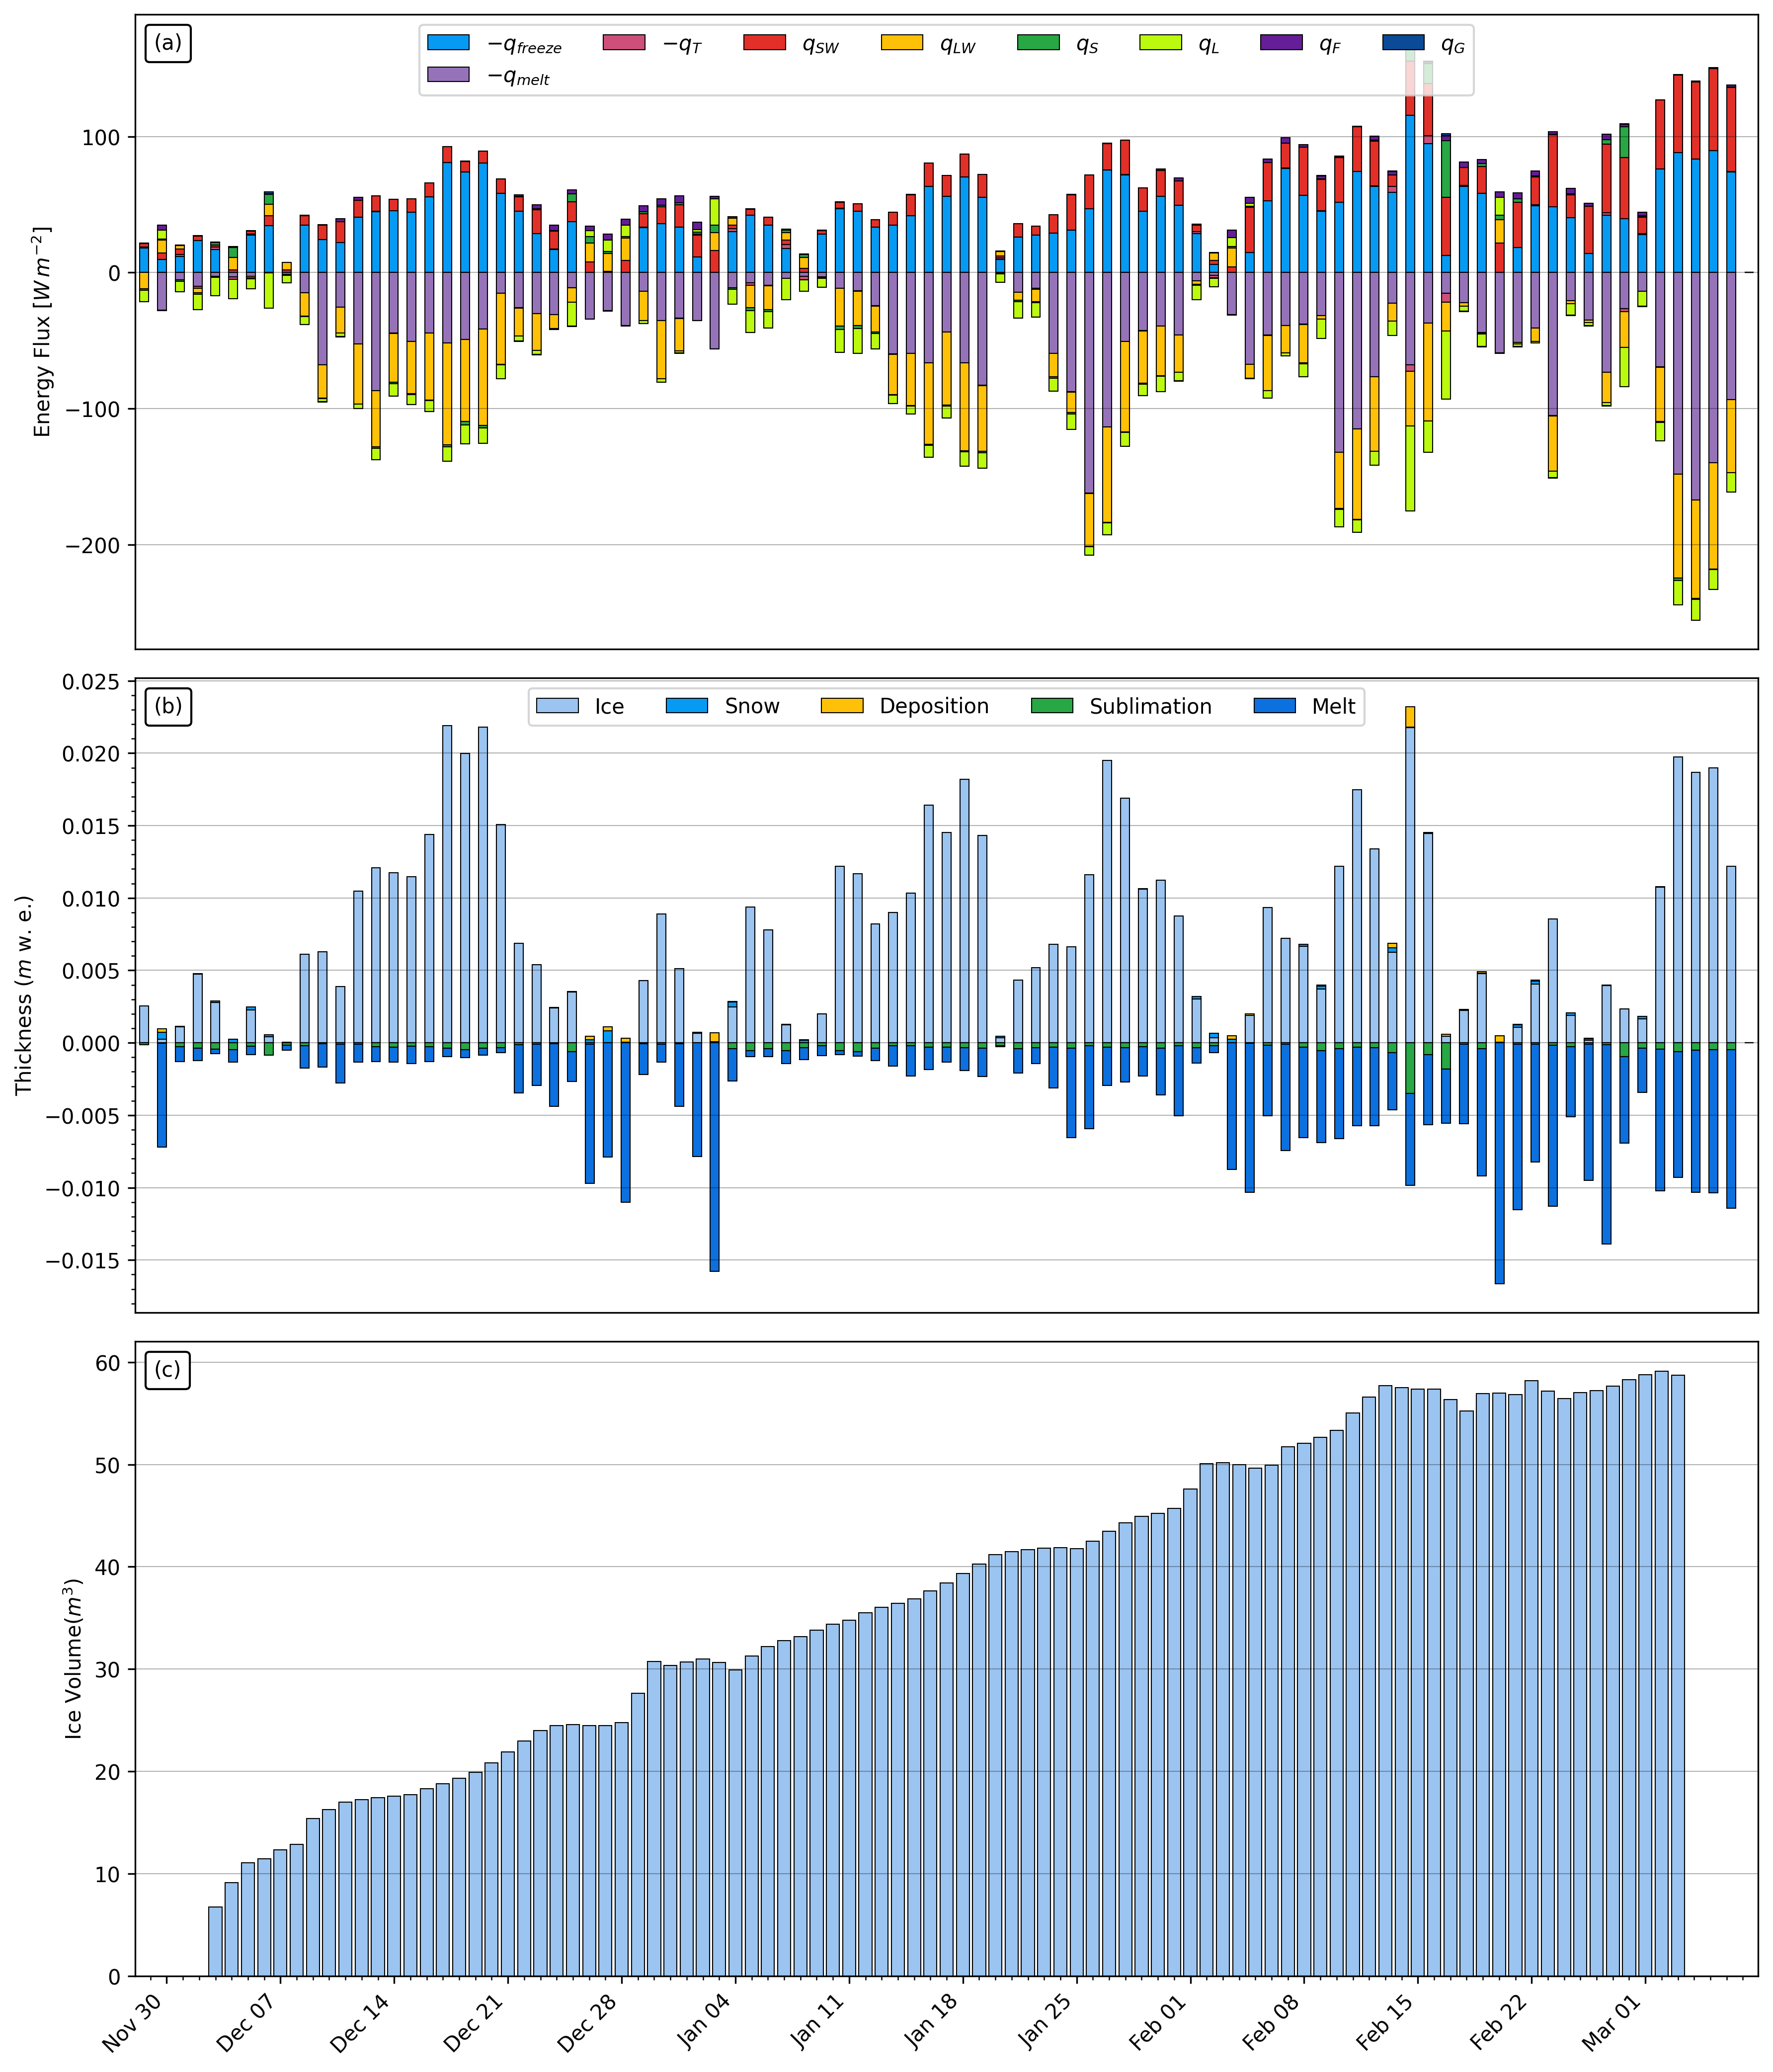 (a)
−q_freeze −q_T q_SW q_LW q_S q_L q_F q_G
−q_melt
Energy Flux [W m⁻²]
100
0
−100
−200
(b)
Ice Snow Deposition Sublimation Melt
Thickness (m w. e.)
0.025
0.020
0.015
0.010
0.005
0.000
−0.005
−0.010
−0.015
(c)
Ice Volume(m³)
60
50
40
30
20
10
0
Nov 30 Dec 07 Dec 14 Dec 21 Dec 28 Jan 04 Jan 11 Jan 18 Jan 25 Feb 01 Feb 08 Feb 15 Feb 22 Mar 01